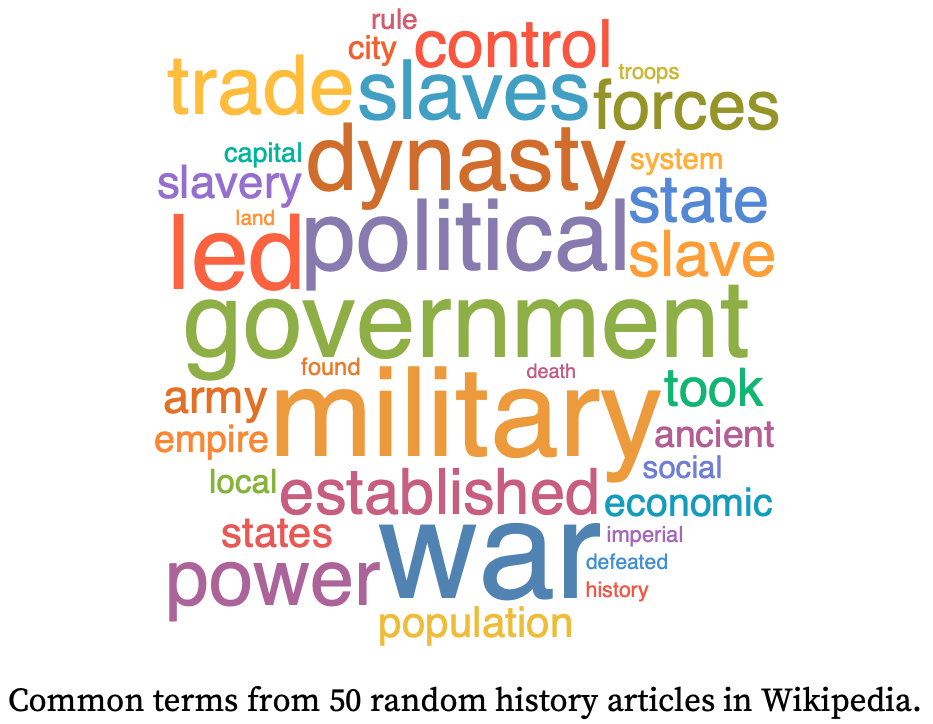 rule
city control
trade slaves troops
forces
capital dynasty system
slavery state
land
led political slave
government
found death
army military took
empire ancient
social
local established economic
states war imperial
defeated
power history
population
Common terms from 50 random history articles in Wikipedia.